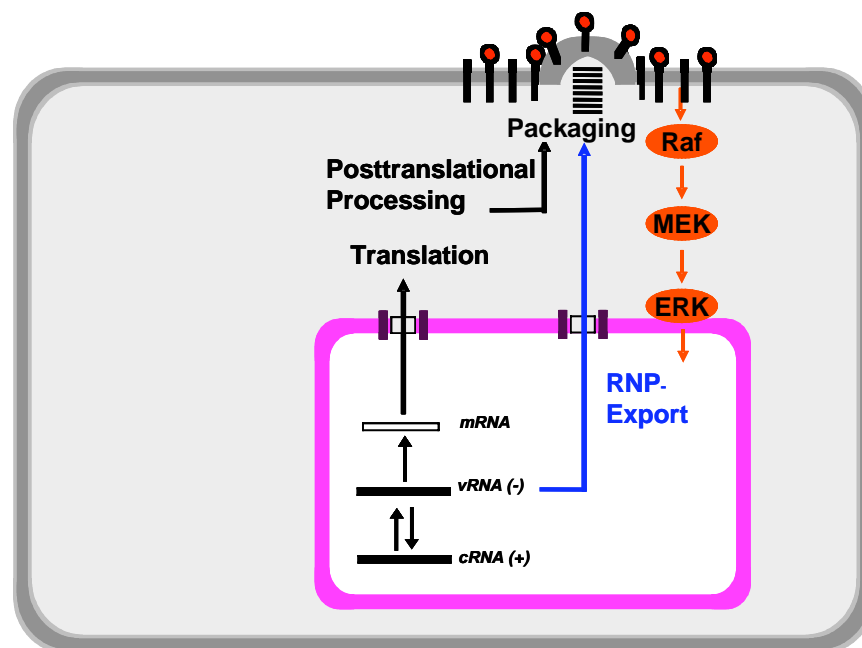 Packaging
Raf
Posttranslational
Processing
MEK
Translation
ERK
RNP-
Export
mRNA
vRNA (-)
cRNA (+)